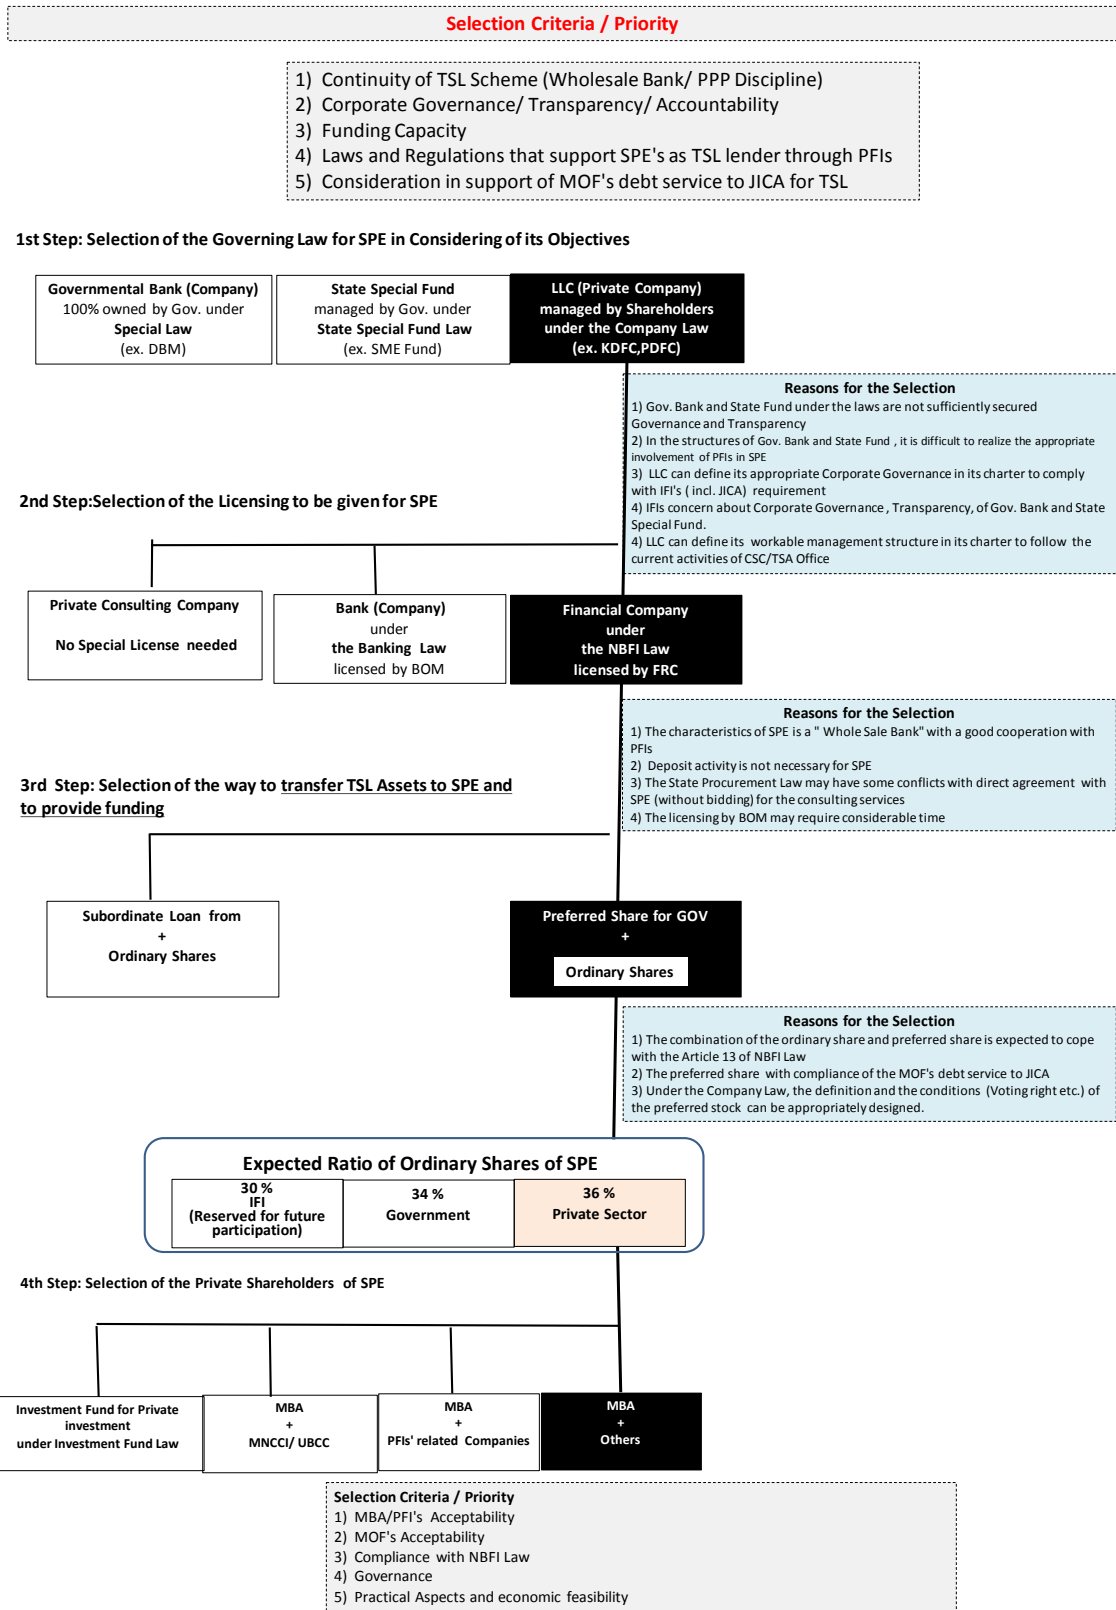 Selection Criteria / Priority
1) Continuity of TSL Scheme (Wholesale Bank/ PPP Discipline)
2) Corporate Governance/ Transparency/ Accountability
3) Funding Capacity
4) Laws and Regulations that support SPE's as TSL lender through PFIs
5) Consideration in support of MOF's debt service to JICA for TSL
1st Step: Selection of the Governing Law for SPE in Considering of its Objectives
Governmental Bank (Company)
100% owned by Gov. under
Special Law
(ex. DBM)
State Special Fund
managed by Gov. under
State Special Fund Law
(ex. SME Fund)
LLC (Private Company)
managed by Shareholders
under the Company Law
(ex. KDFC,PDFC)
Reasons for the Selection
1) Gov. Bank and State Fund under the laws are not sufficiently secured
Governance and Transparency
2) In the structures of Gov. Bank and State Fund , it is difficult to realize the appropriate
involvement of PFIs in SPE
3) LLC can define its appropriate Corporate Governance in its charter to comply
with IFI's ( incl. JICA) requirement
4) IFIs concern about Corporate Governance , Transparency, of Gov. Bank and State
Special Fund.
4) LLC can define its workable management structure in its charter to follow the
current activities of CSC/TSA Office
2nd Step:Selection of the Licensing to be given for SPE
Private Consulting Company
No Special License needed
Bank (Company)
under
the Banking Law
licensed by BOM
Financial Company
under
the NBFI Law
licensed by FRC
Reasons for the Selection
1) The characteristics of SPE is a " Whole Sale Bank" with a good cooperation with
PFIs
2) Deposit activity is not necessary for SPE
3) The State Procurement Law may have some conflicts with direct agreement with
SPE (without bidding) for the consulting services
4) The licensing by BOM may require considerable time
3rd Step: Selection of the way to transfer TSL Assets to SPE and
to provide funding
Subordinate Loan from
+
Ordinary Shares
Preferred Share for GOV
+
Ordinary Shares
Reasons for the Selection
1) The combination of the ordinary share and preferred share is expected to cope
with the Article 13 of NBFI Law
2) The preferred share with compliance of the MOF's debt service to JICA
3) Under the Company Law, the definition and the conditions (Voting right etc.) of
the preferred stock can be appropriately designed.
Expected Ratio of Ordinary Shares of SPE
30 %
IFI
(Reserved for future
participation)
34 %
Government
36 %
Private Sector
4th Step: Selection of the Private Shareholders of SPE
Investment Fund for Private
investment
under Investment Fund Law
MBA
+
MNCCI/ UBCC
MBA
+
PFIs' related Companies
MBA
+
Others
Selection Criteria / Priority
1) MBA/PFI's Acceptability
2) MOF's Acceptability
3) Compliance with NBFI Law
4) Governance
5) Practical Aspects and economic feasibility